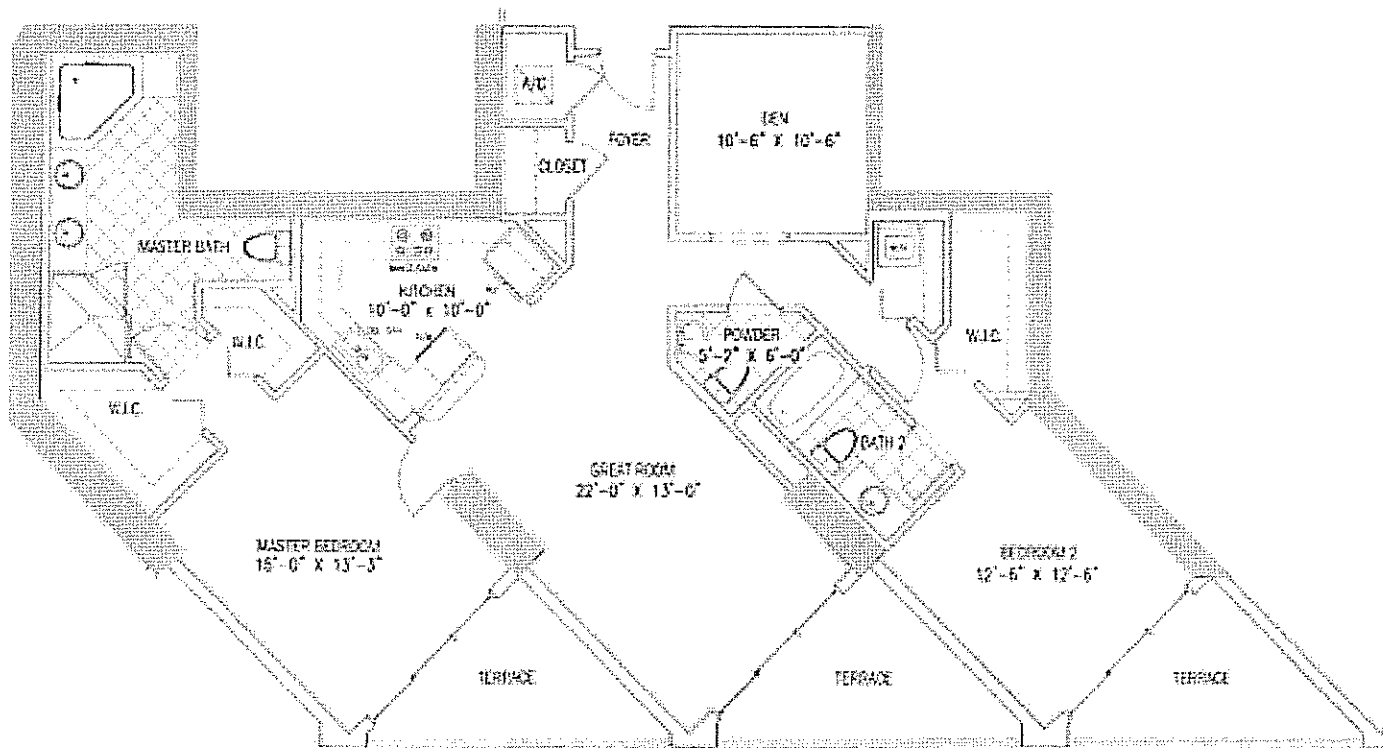 A/C
FOYER
CLOSET
DEN
10'-6" X 10'-6"
MASTER BATH
KITCHEN
10'-0" x 10'-0"
W.I.C.
W.I.C.
POWDER
5'-2" X 6'-0"
W.I.C.
BATH 2
GREAT ROOM
22'-0" X 13'-0"
MASTER BEDROOM
16'-0" X 13'-3"
BEDROOM 2
12'-6" X 12'-6"
TERRACE
TERRACE
TERRACE